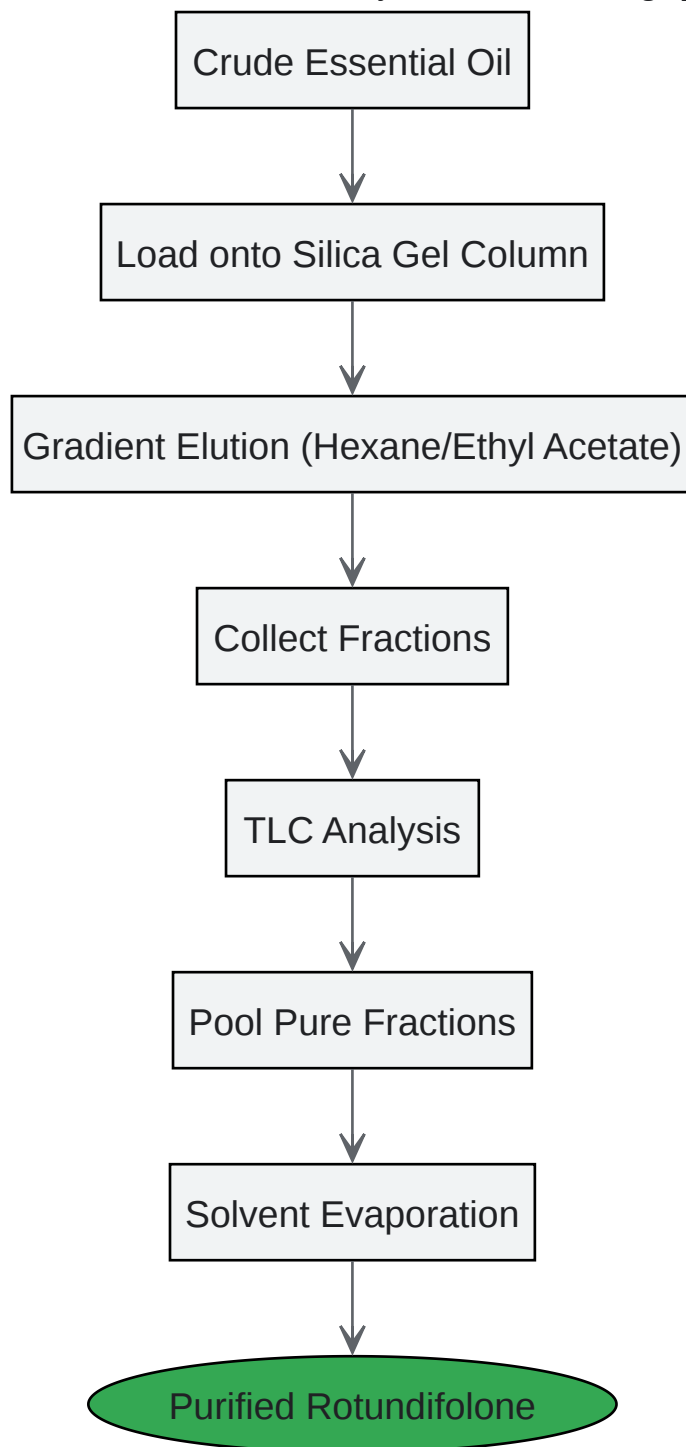 Crude Essential Oil
Load onto Silica Gel Column
Gradient Elution (Hexane/Ethyl Acetate)
Collect Fractions
TLC Analysis
Pool Pure Fractions
Solvent Evaporation
Purified Rotundifolone